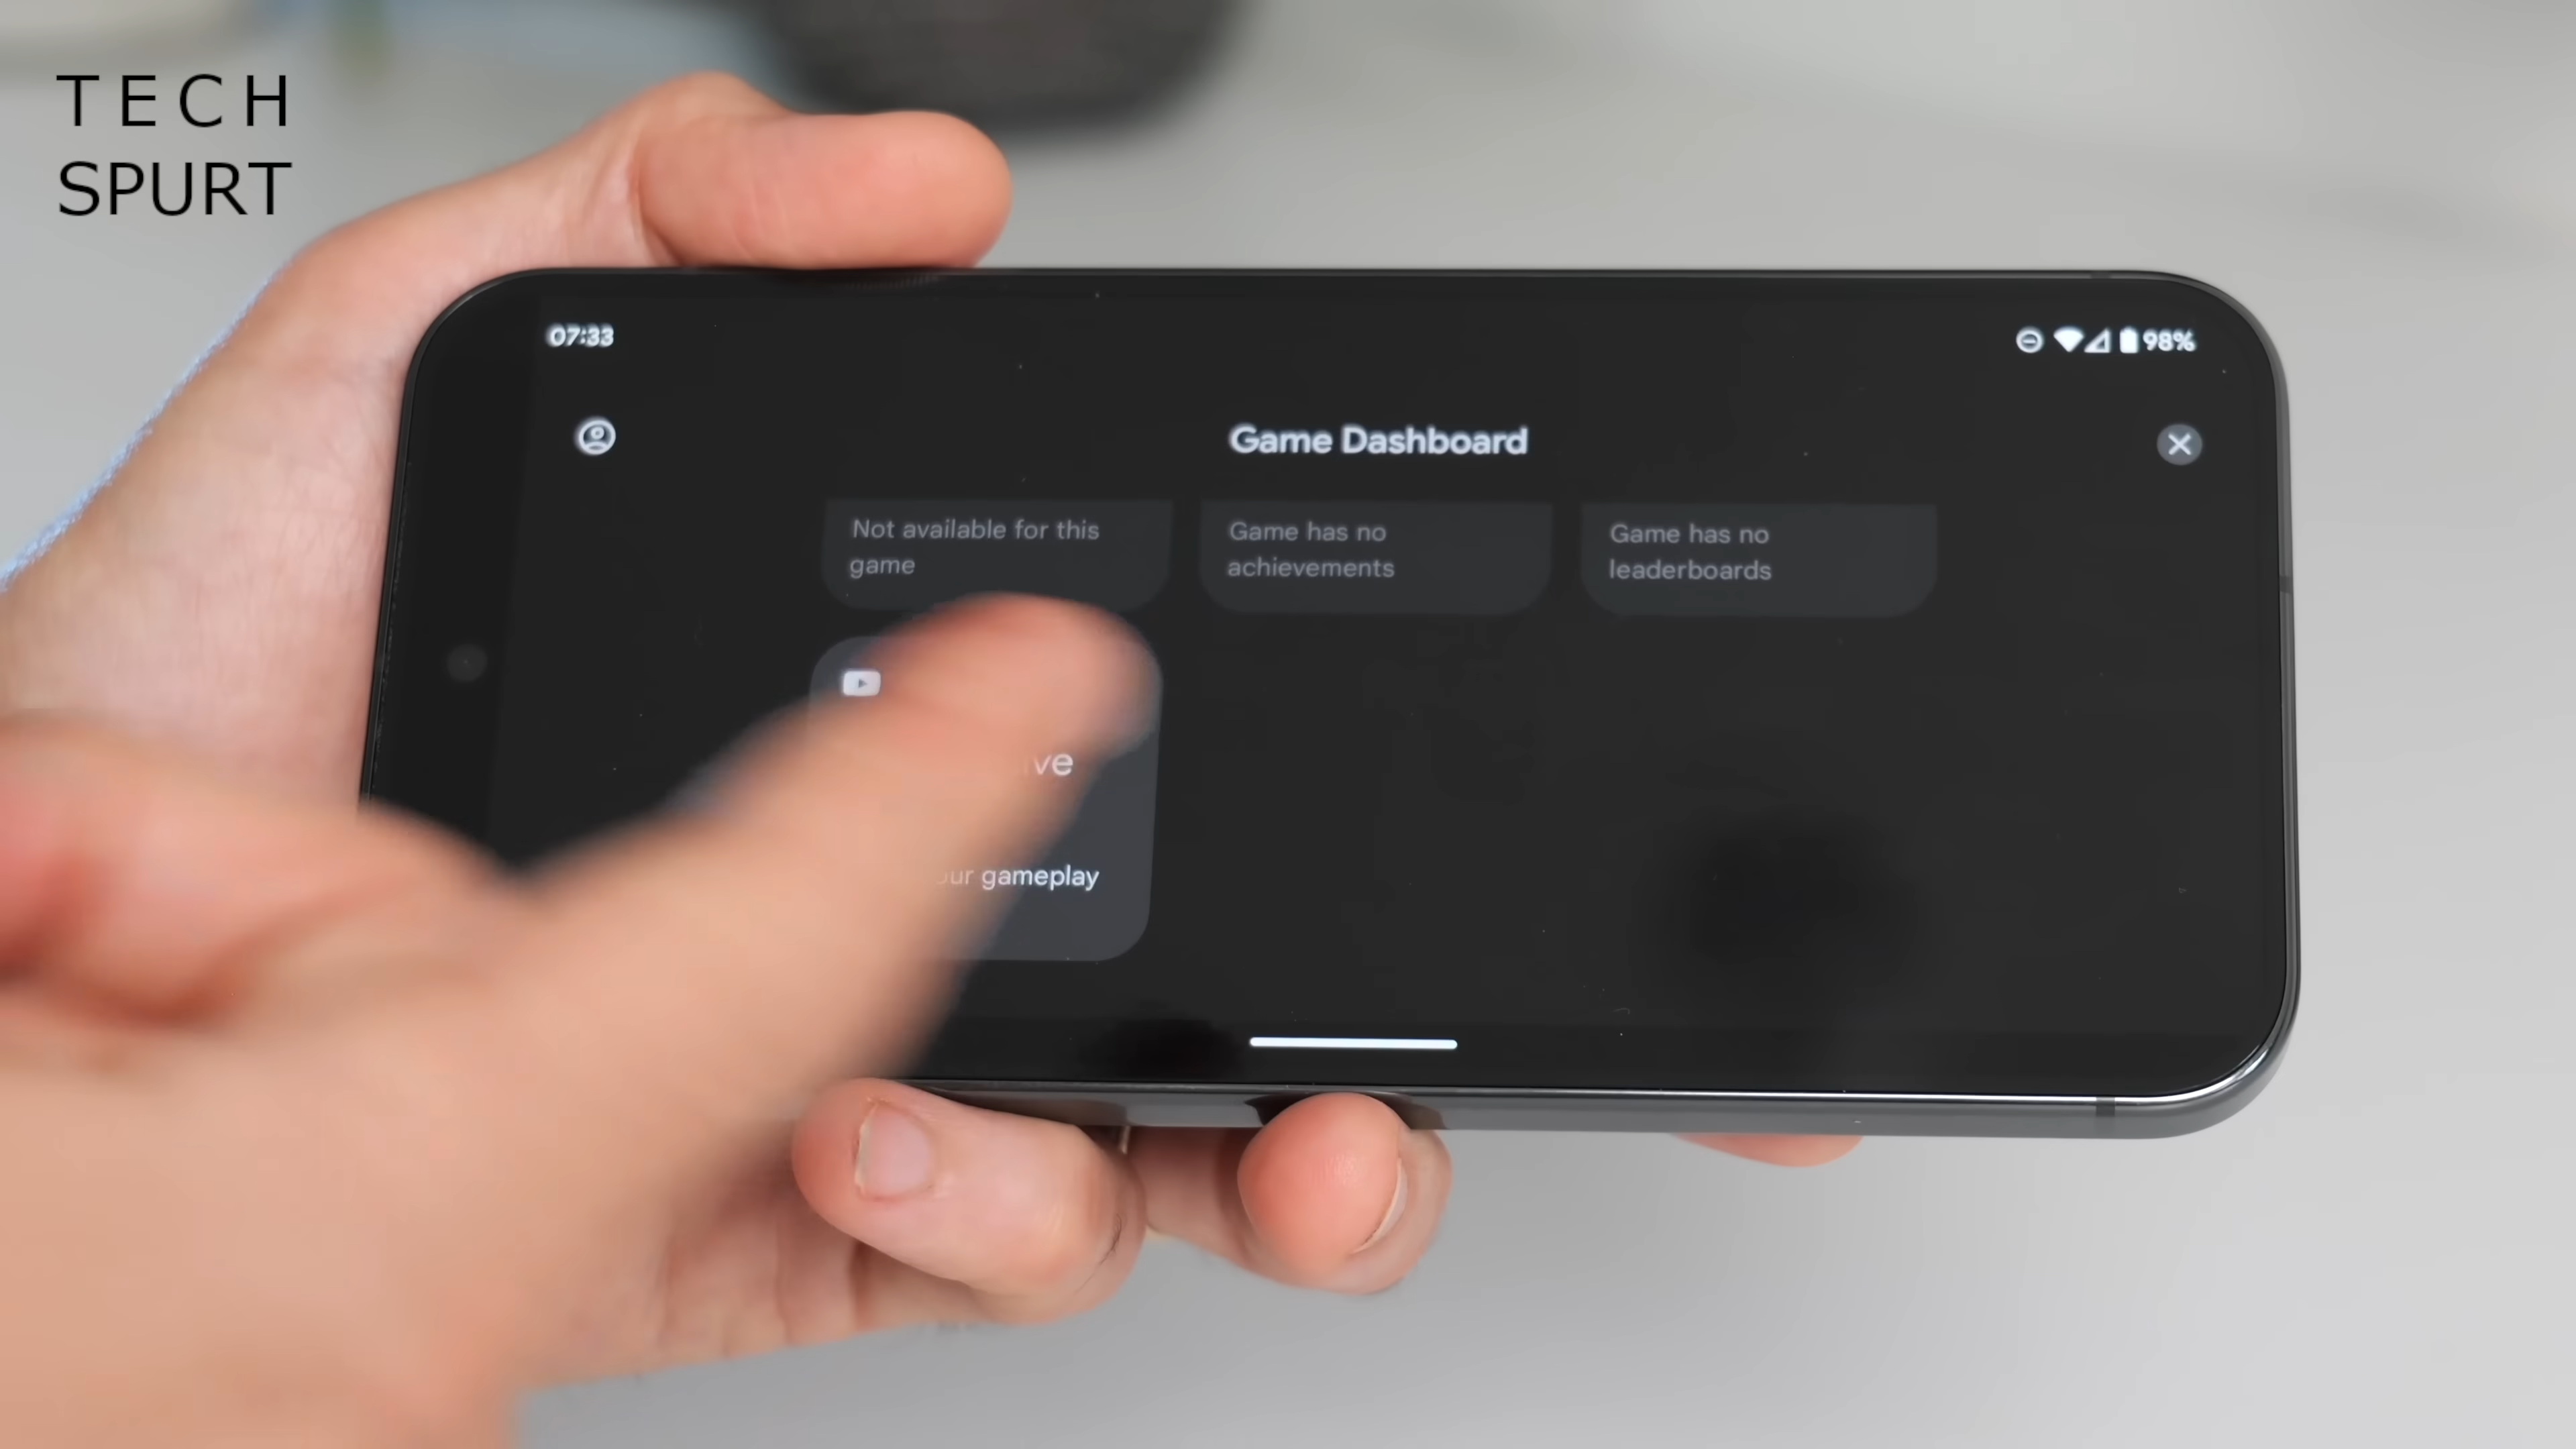 TECH
SPURT
07:33
98%
Game Dashboard
Not available for this
game
Game has no
achievements
Game has no
leaderboards
gameplay